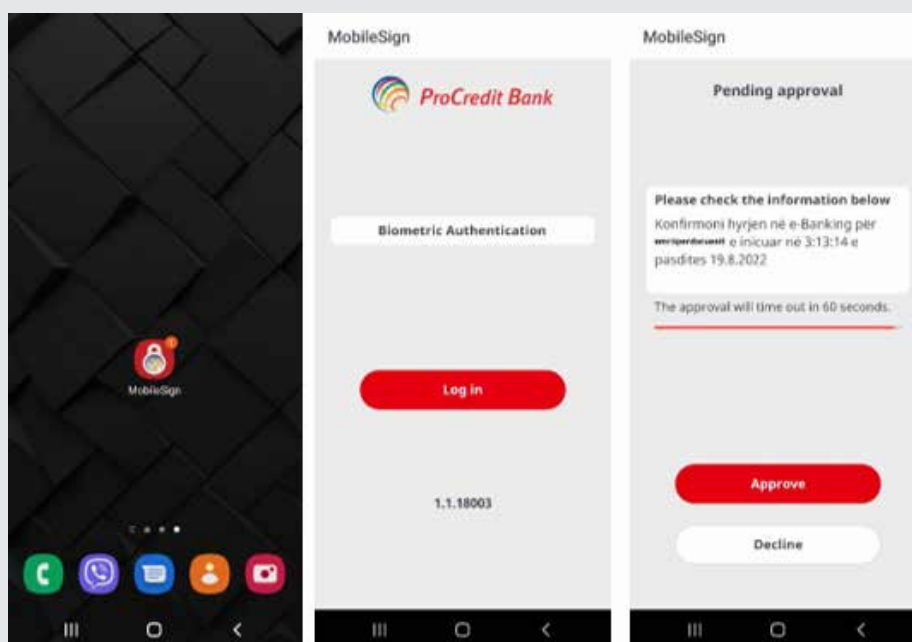 MobileSign
MobileSign
ProCredit Bank
Biometric Authentication
Log in
1.1.18003
MobileSign
Pending approval
Please check the information below
Konfirmoni hyrjen në e-Banking për
e inicuar në 3:13:14 e
pasdites 19.8.2022
The approval will time out in 60 seconds.
Approve
Decline